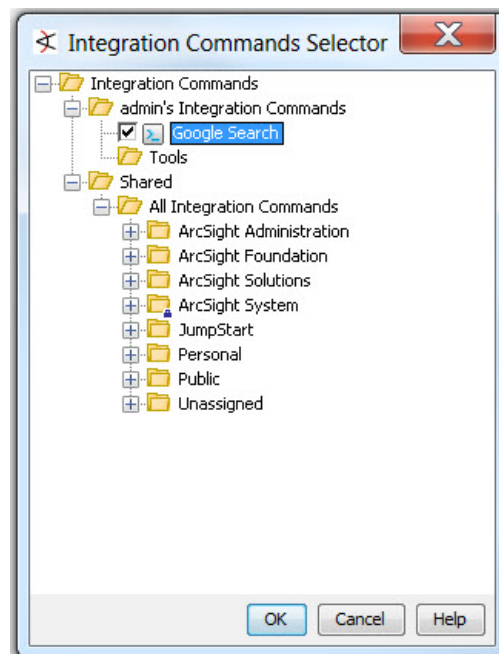 Integration Commands Selector
Integration Commands
admin's Integration Commands
Google Search
Tools
Shared
All Integration Commands
ArcSight Administration
ArcSight Foundation
ArcSight Solutions
ArcSight System
JumpStart
Personal
Public
Unassigned
OK Cancel Help